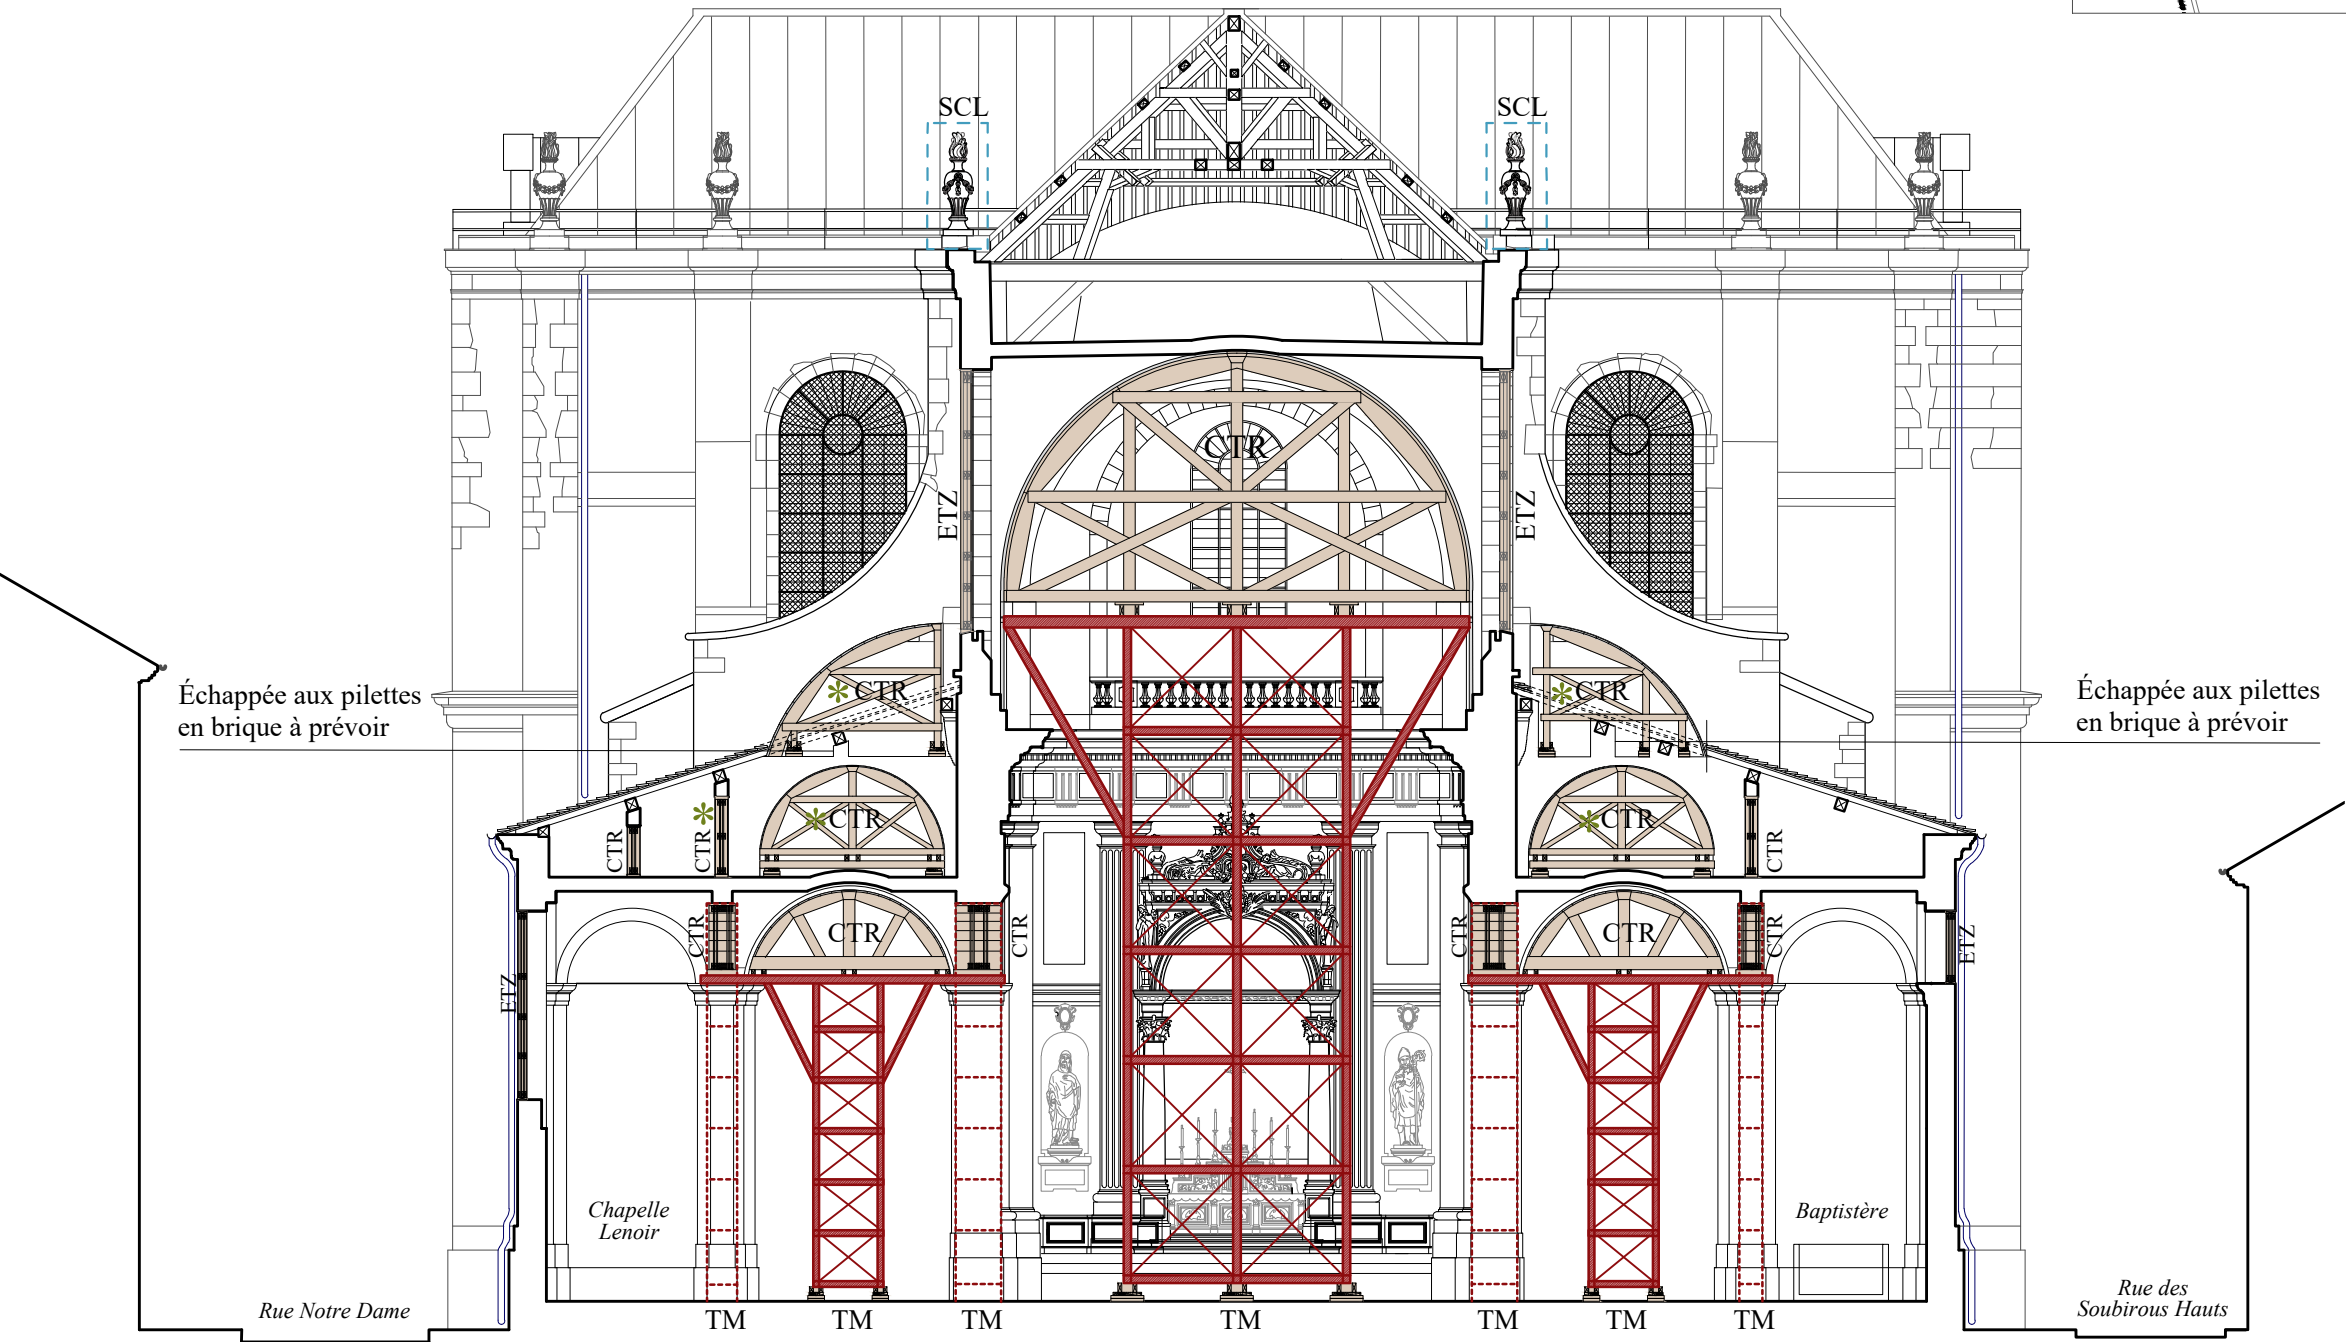 SCL
SCL
CTR
ETZ
ETZ
Échappée aux pilettes
en brique à prévoir
* CTR
* CTR
Échappée aux pilettes
en brique à prévoir
CTR
* CTR
* CTR
* CTR
CTR
CTR
CTR
CTR
CTR
CTR
CTR
ETZ
ETZ
Chapelle
Lenoir
Baptistère
Rue Notre Dame
Rue des
Soubirous Hauts
TM
TM
TM
TM
TM
TM
TM